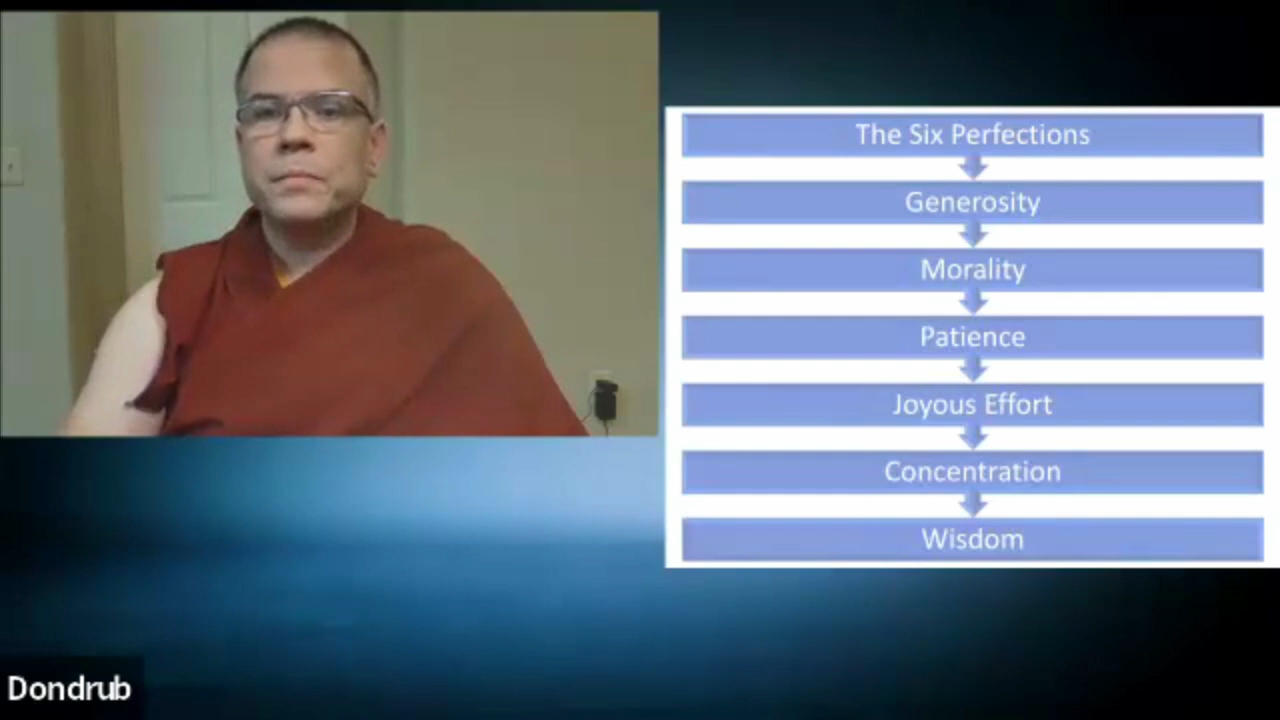 The Six Perfections
Generosity
Morality
Patience
Joyous Effort
Concentration
Wisdom
Dondrub